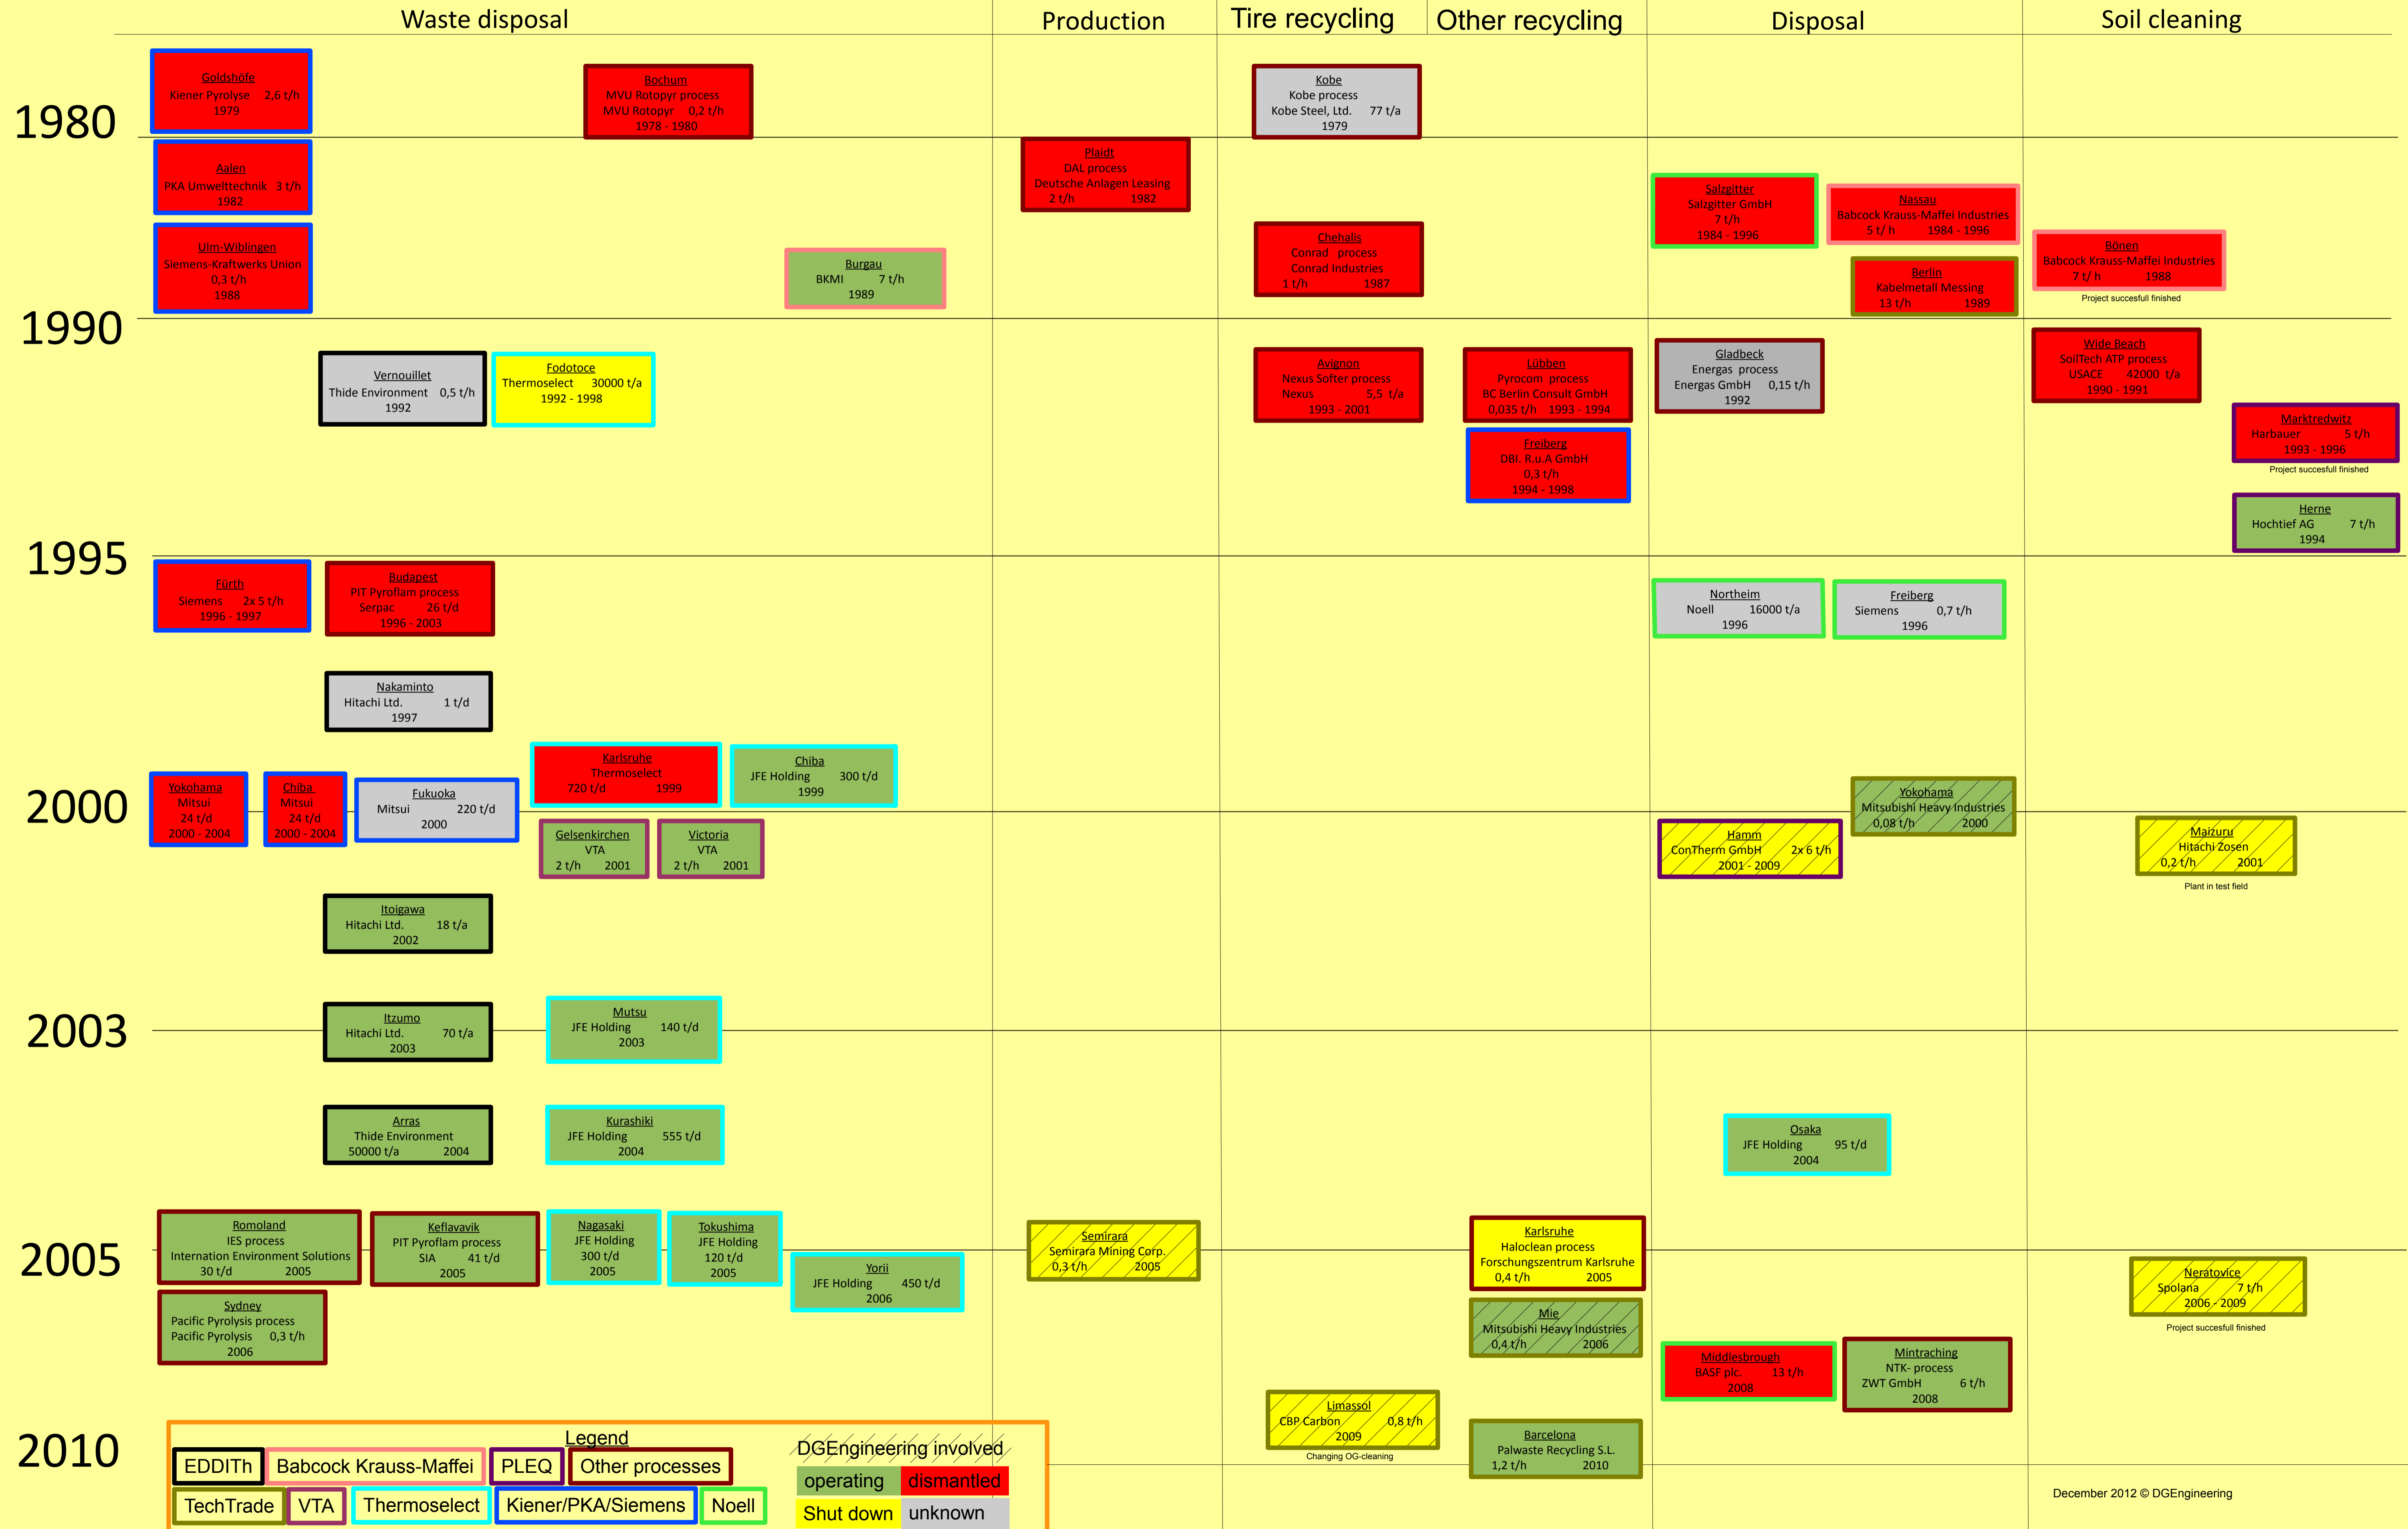 Waste disposal
Production
Tire recycling
Other recycling
Disposal
Soil cleaning
1980
Goldshöfe
Kiener Pyrolyse 2,6 t/h
1979
Bochum
MVU Rotopyr process
MVU Rotopyr 0,2 t/h
1978 - 1980
Kobe
Kobe process
Kobe Steel, Ltd. 77 t/a
1979
Aalen
PKA Umwelttechnik 3 t/h
1982
Plaidt
DAL process
Deutsche Anlagen Leasing
2 t/h 1982
Salzgitter
Salzgitter GmbH
7 t/h
1984 - 1996
Nassau
Babcock Krauss-Maffei Industries
5 t/ h 1984 - 1996
Ulm-Wiblingen
Siemens-Kraftwerks Union
0,3 t/h
1988
Burgau
BKMI 7 t/h
1989
Chehalis
Conrad process
Conrad Industries
1 t/h 1987
Berlin
Kabelmetall Messing
13 t/h 1989
Bönen
Babcock Krauss-Maffei Industries
7 t/ h 1988
Project succesfull finished
1990
Vernouillet
Thide Environment 0,5 t/h
1992
Fodotoce
Thermoselect 30000 t/a
1992 - 1998
Avignon
Nexus Softer process
Nexus 5,5 t/a
1993 - 2001
Lübben
Pyrocom process
BC Berlin Consult GmbH
0,035 t/h 1993 - 1994
Gladbeck
Energas process
Energas GmbH 0,15 t/h
1992
Wide Beach
SoilTech ATP process
USACE 42000 t/a
1990 - 1991
Freiberg
DBI. R.u.A GmbH
0,3 t/h
1994 - 1998
Marktredwitz
Harbauer 5 t/h
1993 - 1996
Project succesfull finished
Herne
Hochtief AG 7 t/h
1994
1995
Fürth
Siemens 2x 5 t/h
1996 - 1997
Budapest
PIT Pyroflam process
Serpac 26 t/d
1996 - 2003
Northeim
Noell 16000 t/a
1996
Freiberg
Siemens 0,7 t/h
1996
Nakaminto
Hitachi Ltd. 1 t/d
1997
2000
Yokohama
Mitsui
24 t/d
2000 - 2004
Chiba
Mitsui
24 t/d
2000 - 2004
Fukuoka
Mitsui 220 t/d
2000
Karlsruhe
Thermoselect
720 t/d 1999
Chiba
JFE Holding 300 t/d
1999
Yokohama
Mitsubishi Heavy Industries
0,08 t/h 2000
Gelsenkirchen
VTA
2 t/h 2001
Victoria
VTA
2 t/h 2001
Hamm
ConTherm GmbH 2x 6 t/h
2001 - 2009
Maizuru
Hitachi Zosen
0,2 t/h 2001
Plant in test field
Itoigawa
Hitachi Ltd. 18 t/a
2002
2003
Itzumo
Hitachi Ltd. 70 t/a
2003
Mutsu
JFE Holding 140 t/d
2003
Arras
Thide Environment
50000 t/a 2004
Kurashiki
JFE Holding 555 t/d
2004
Osaka
JFE Holding 95 t/d
2004
2005
Romoland
IES process
Internation Environment Solutions
30 t/d 2005
Keflavavik
PIT Pyroflam process
SIA 41 t/d
2005
Nagasaki
JFE Holding
300 t/d
2005
Tokushima
JFE Holding
120 t/d
2005
Yorii
JFE Holding 450 t/d
2006
Semirara
Semirara Mining Corp.
0,3 t/h 2005
Karlsruhe
Haloclean process
Forschungszentrum Karlsruhe
0,4 t/h 2005
Neratovice
Spolana 7 t/h
2006 - 2009
Project succesfull finished
Sydney
Pacific Pyrolysis process
Pacific Pyrolysis 0,3 t/h
2006
Mie
Mitsubishi Heavy Industries
0,4 t/h 2006
Middlesbrough
BASF plc. 13 t/h
2008
Mintraching
NTK- process
ZWT GmbH 6 t/h
2008
Limassol
CBP Carbon 0,8 t/h
2009
Changing OG-cleaning
2010
Barcelona
Palwaste Recycling S.L.
1,2 t/h 2010
Legend
EDDITh
Babcock Krauss-Maffei
PLEQ
Other processes
TechTrade
VTA
Thermoselect
Kiener/PKA/Siemens
Noell
DGEngineering involved
operating
dismantled
Shut down
unknown
December 2012 © DGEngineering